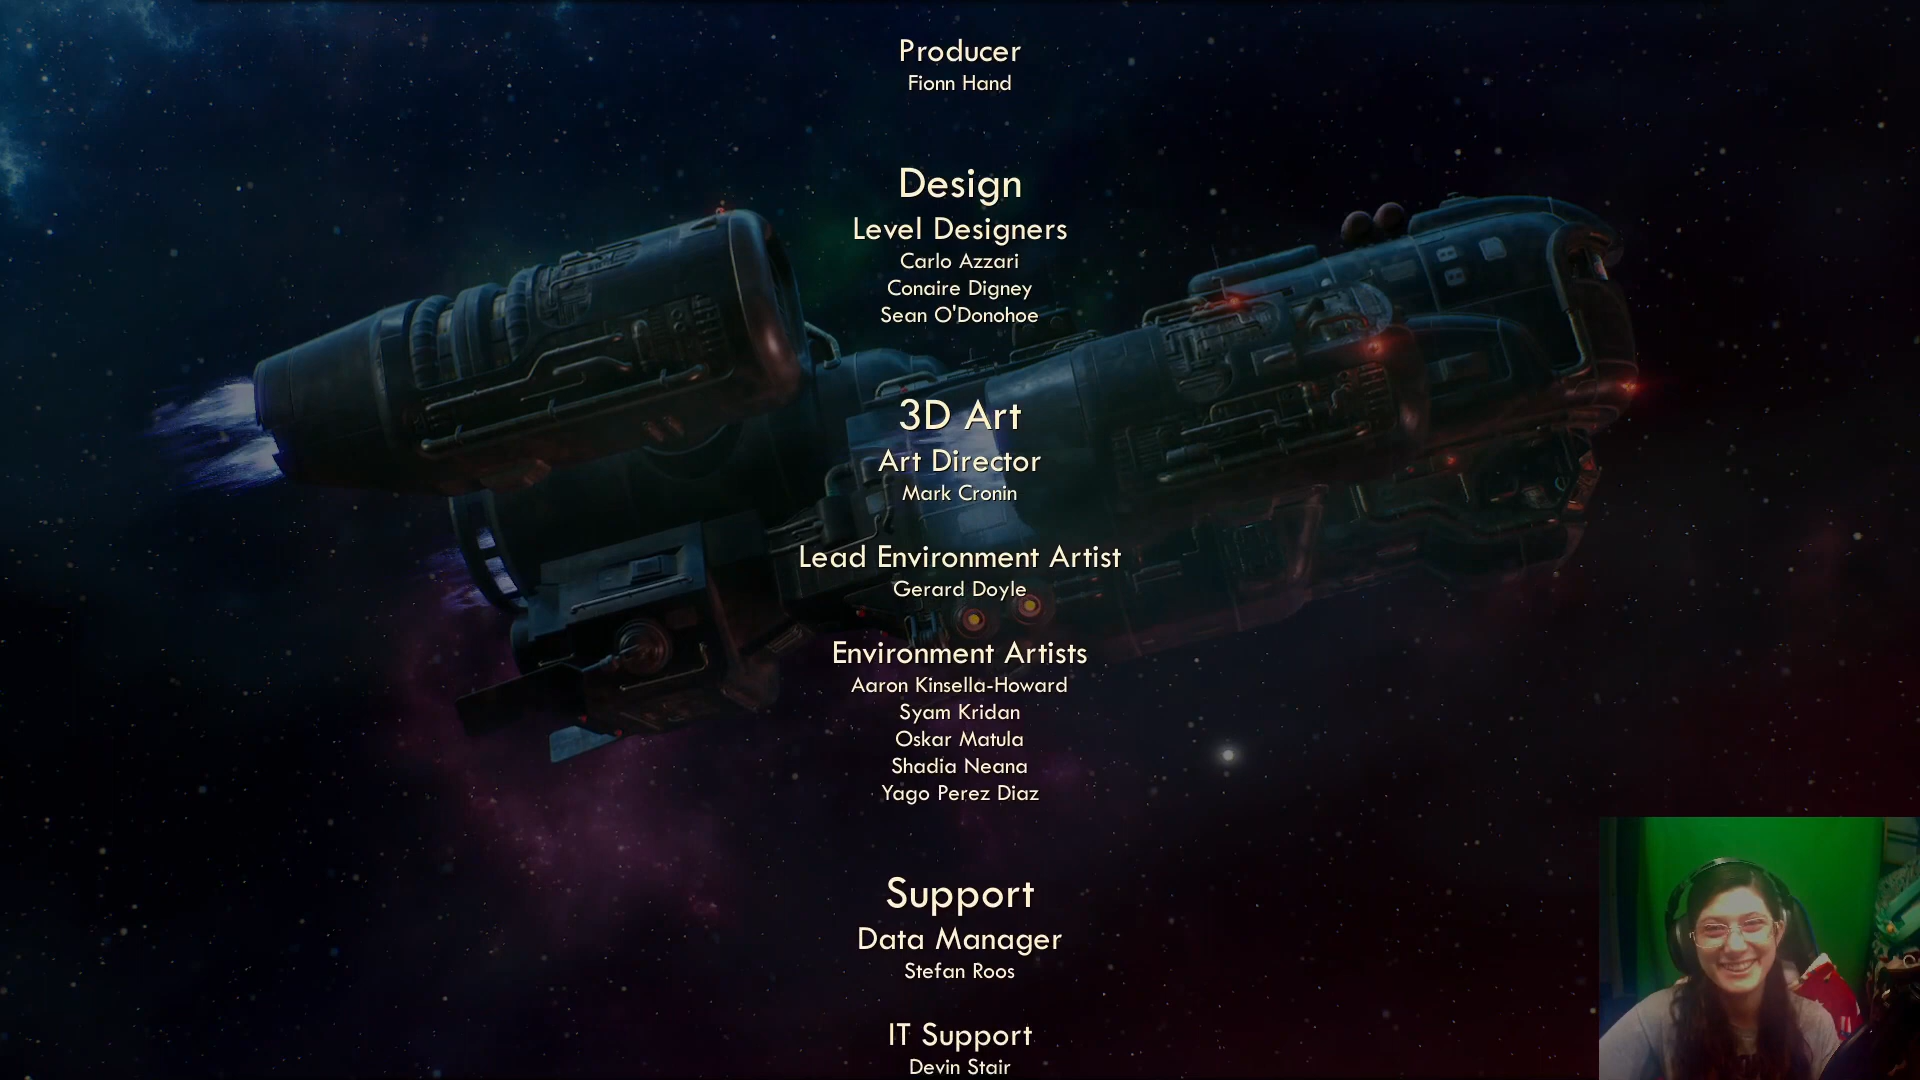 Producer
Fionn Hand
Design
Level Designers
Carlo Azzari
Conaire Digney
Sean O'Donohoe
3D Art
Art Director
Mark Cronin
Lead Environment Artist
Gerard Doyle
Environment Artists
Aaron Kinsella-Howard
Syam Kridan
Oskar Matula
Shadia Neana
Yago Perez Diaz
Support
Data Manager
Stefan Roos
IT Support
Devin Stair